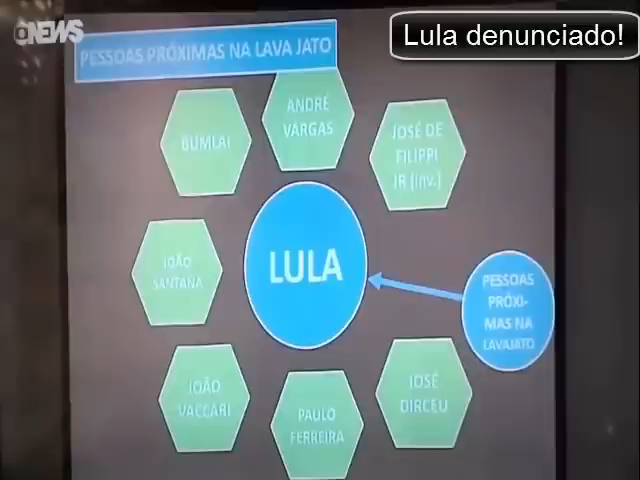 GNEWS
Lula denunciado!
PESSOAS PRÓXIMAS NA LAVA JATO
ANDRÉ
VARGAS
BUMLAI
JOSÉ DE
FILIPPI
JR (inv.)
LULA
JOÃO
SANTANA
PESSOAS
PRÓXI-
MAS NA
LAVAJATO
JOÃO
VACCARI
PAULO
FERREIRA
JOSÉ
DIRCEU